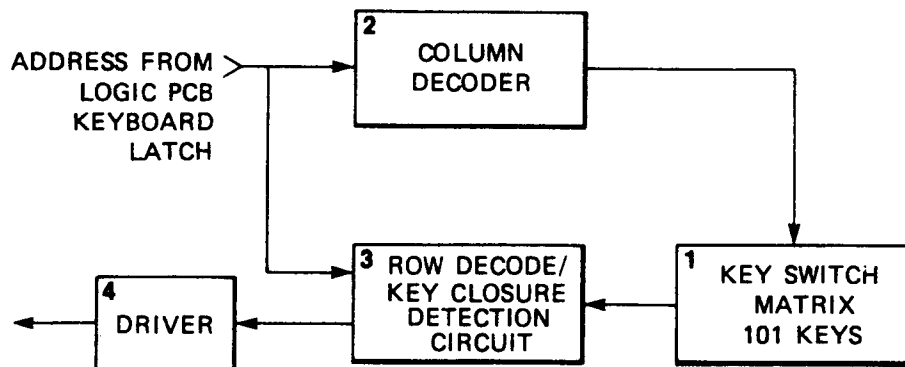 ADDRESS FROM
LOGIC PCB
KEYBOARD
LATCH
2
COLUMN
DECODER
3
ROW DECODE/
KEY CLOSURE
DETECTION
CIRCUIT
1
KEY SWITCH
MATRIX
101 KEYS
4
DRIVER